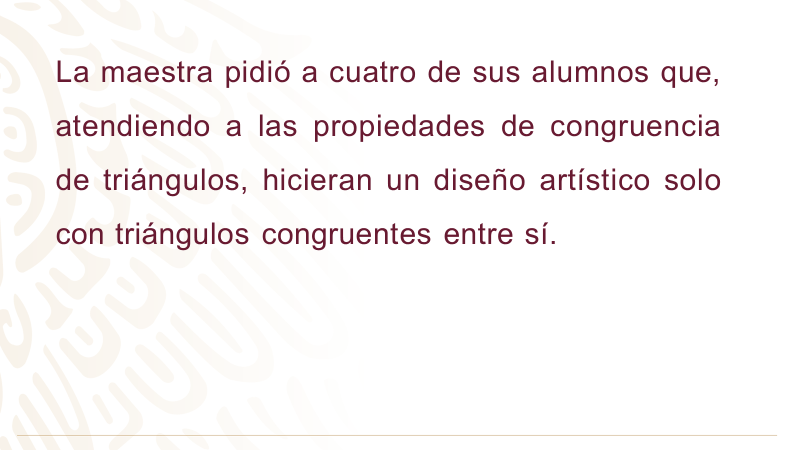 La maestra pidió a cuatro de sus alumnos que,
atendiendo a las propiedades de congruencia
de triángulos, hicieran un diseño artístico solo
con triángulos congruentes entre sí.